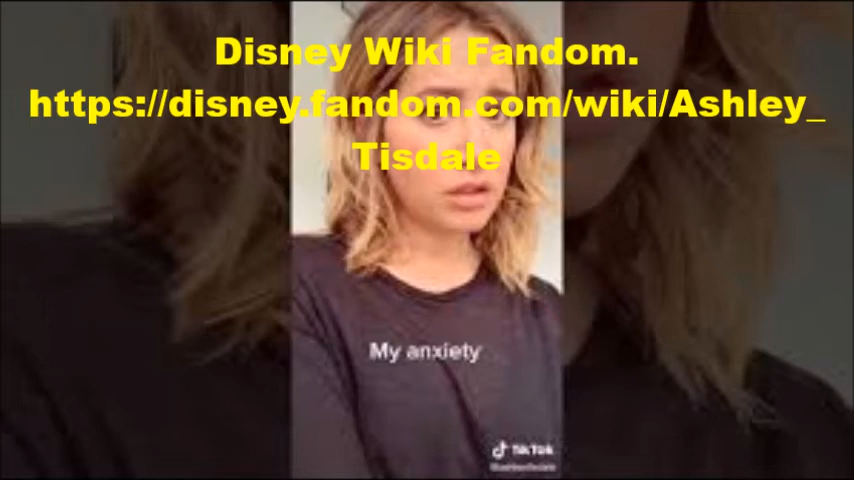 Disney Wiki Fandom.
https://disney.fandom.com/wiki/Ashley_
Tisdale
My anxiety
TikTok